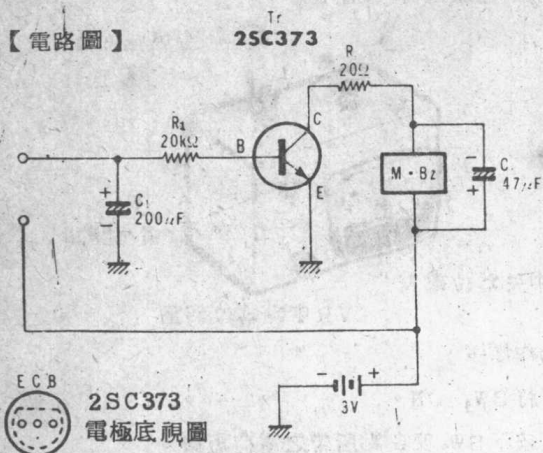 【電路圖】
Tr
2SC373
R
20Ω
R1
20kΩ
B
C
E
M・Bz
-
+
C
47μF
+
-
C1
200μF
- +
3V
E C B
2SC373
電極底視圖